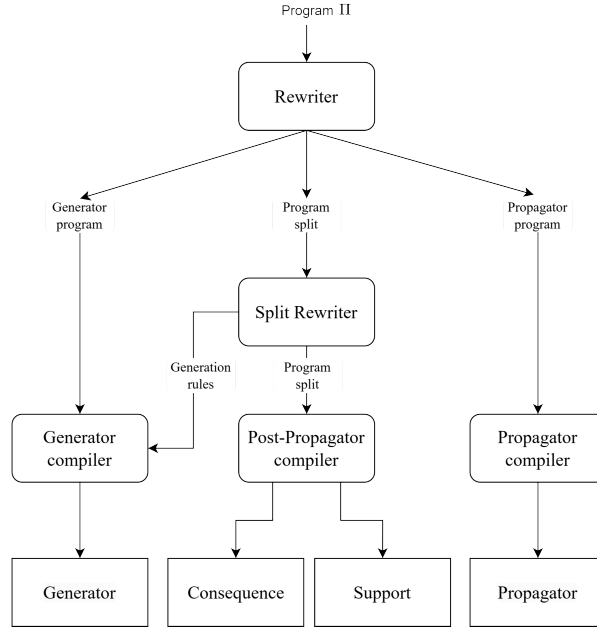 Program Π
Rewriter
Generator
program
Program
split
Propagator
program
Split Rewriter
Generation
rules
Program
split
Generator
compiler
Post-Propagator
compiler
Propagator
compiler
Generator
Consequence
Support
Propagator